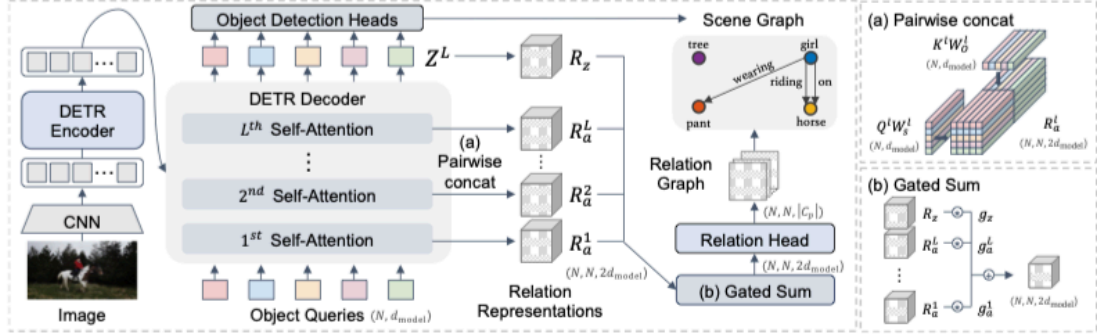 Object Detection Heads
Scene Graph
tree
girl
wearing
riding
on
pant
horse
Z^L
R_z
DETR
Encoder
DETR Decoder
L^th Self-Attention
⋮
2^nd Self-Attention
1^st Self-Attention
(a)
Pairwise
concat
R_a^L
⋮
R_a^2
R_a^1
(N, N, 2d_model)
Relation
Representations
CNN
Image
Object Queries (N, d_model)
Relation
Graph
(N, N, |C_p|)
Relation Head
(N, N, 2d_model)
(b) Gated Sum
(a) Pairwise concat
K^l W_o^l
(N, d_model)
Q^l W_s^l
(N, d_model)
R_a^l
(N, N, 2d_model)
(b) Gated Sum
R_z
g_z
R_a^L
g_a^L
⋮
R_a^1
g_a^1
(N, N, 2d_model)